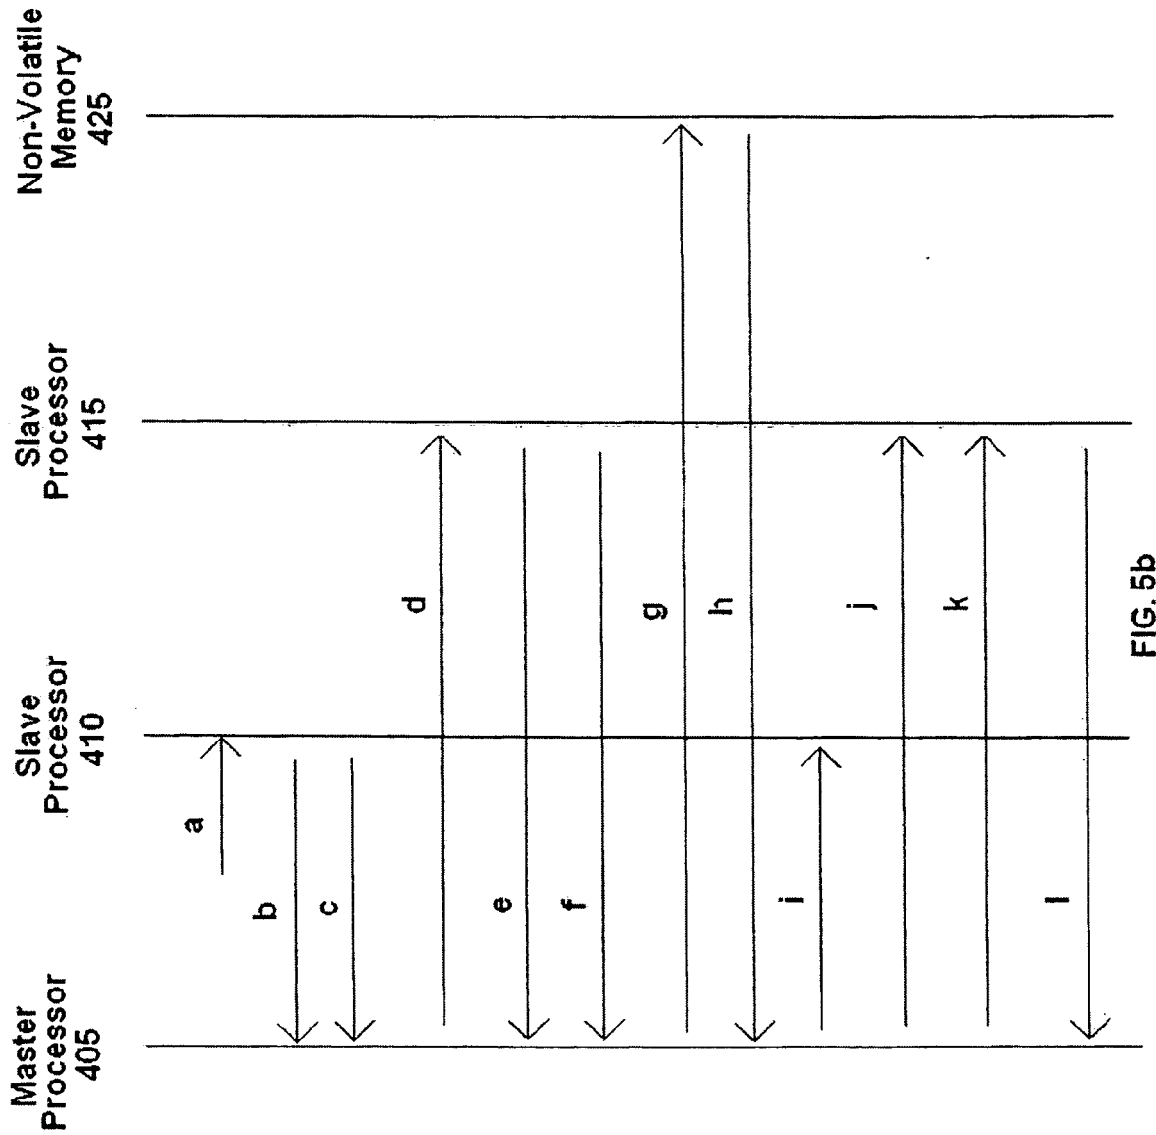 Master
Processor
405
Slave
Processor
410
Slave
Processor
415
Non-Volatile
Memory
425
a
b
c
d
e
f
g
h
i
j
k
l
FIG. 5b